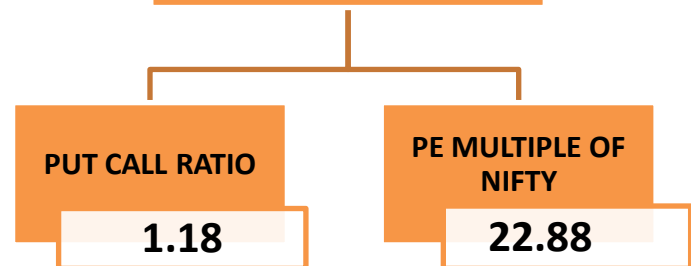 PUT CALL RATIO
1.18
PE MULTIPLE OF
NIFTY
22.88